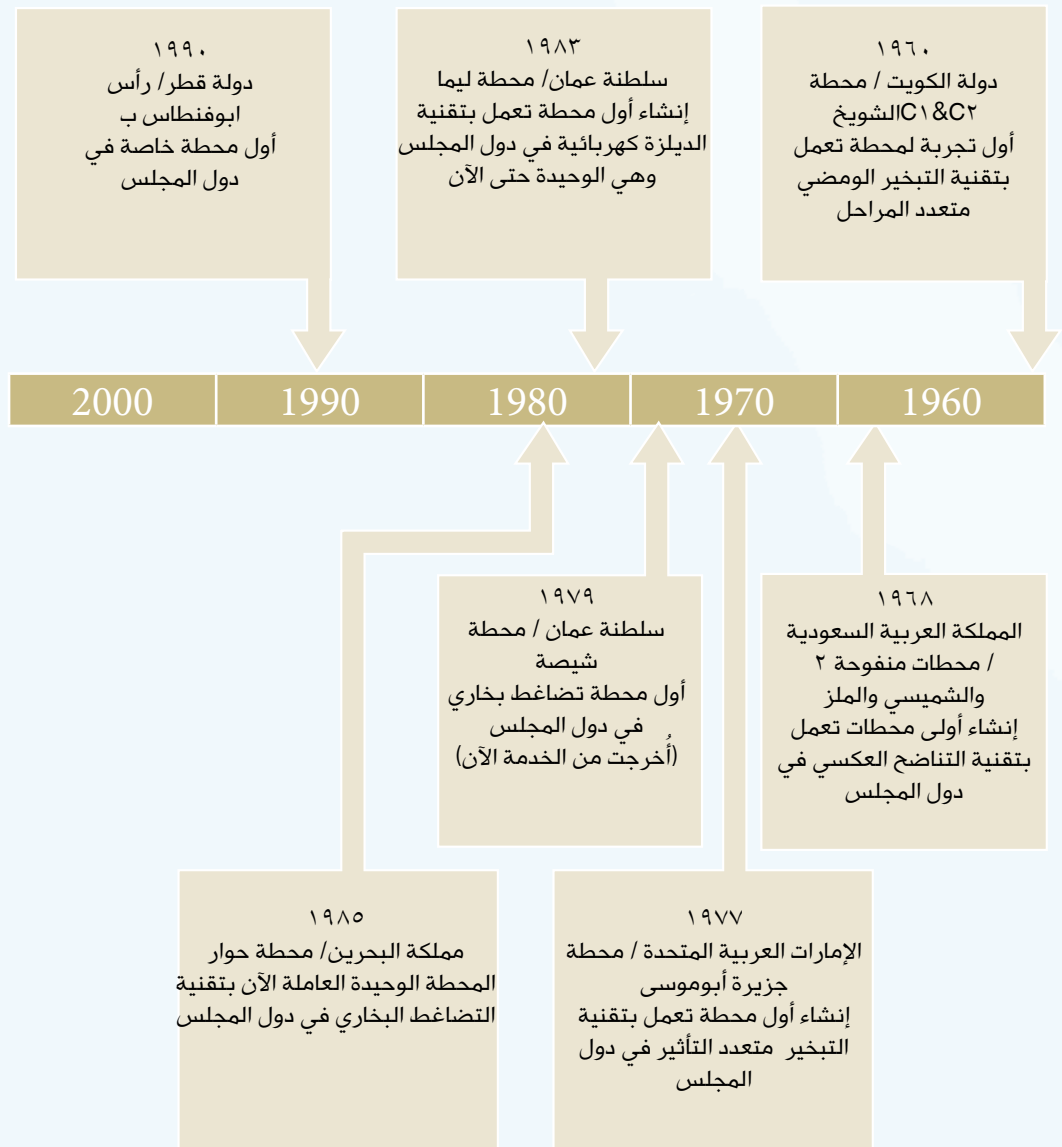 ١٩٦٠
دولة الكويت / محطة
الشويخC١&C٢
أول تجربة لمحطة تعمل
بتقنية التبخير الومضي
متعدد المراحل
١٩٨٣
سلطنة عمان/ محطة ليما
إنشاء أول محطة تعمل بتقنية
الديلزة كهربائية في دول المجلس
وهي الوحيدة حتى الآن
١٩٩٠
دولة قطر/ رأس
ابوفنطاس ب
أول محطة خاصة في
دول المجلس
1960
1970
1980
1990
2000
١٩٦٨
المملكة العربية السعودية
/ محطات منفوحة ٢
والشميسي والملز
إنشاء أولى محطات تعمل
بتقنية التناضح العكسي في
دول المجلس
١٩٧٩
سلطنة عمان / محطة
شيصة
أول محطة تضاغط بخاري
في دول المجلس
(أُخرجت من الخدمة الآن)
١٩٧٧
الإمارات العربية المتحدة / محطة
جزيرة أبوموسى
إنشاء أول محطة تعمل بتقنية
التبخير متعدد التأثير في دول
المجلس
١٩٨٥
مملكة البحرين/ محطة حوار
المحطة الوحيدة العاملة الآن بتقنية
التضاغط البخاري في دول المجلس